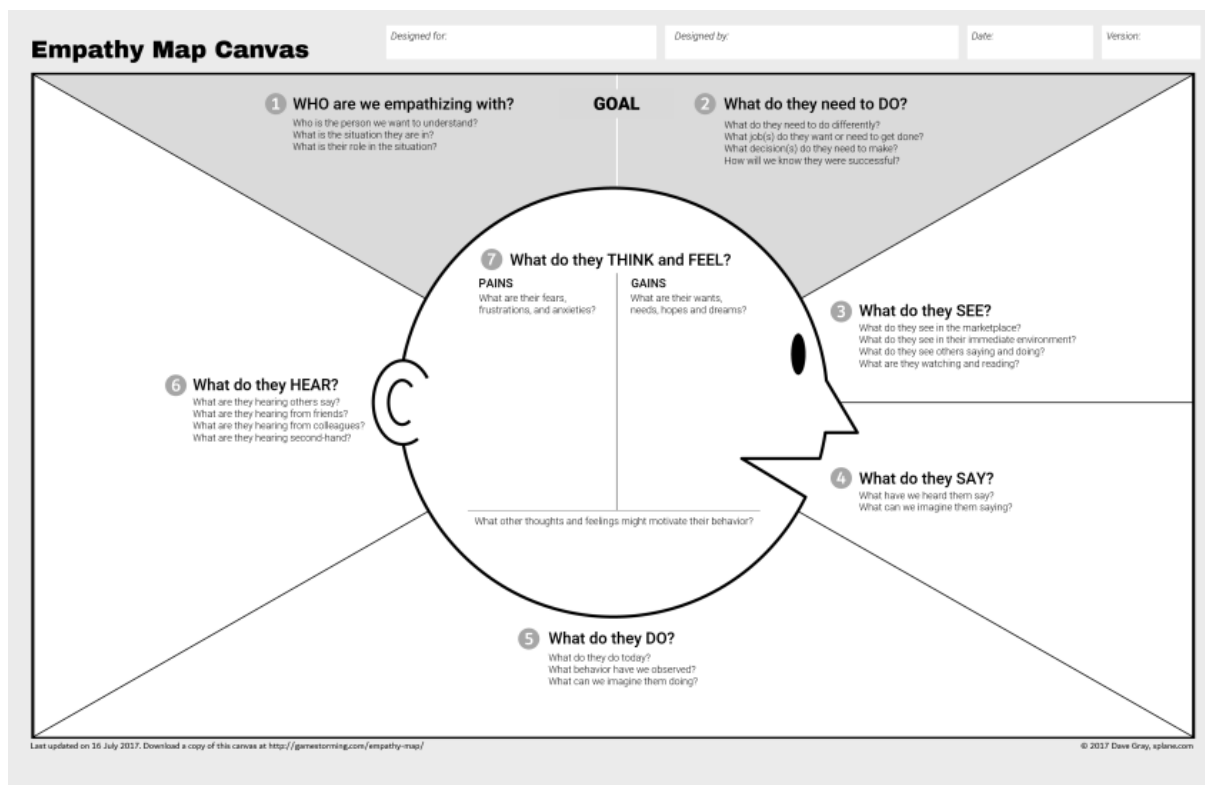 Empathy Map Canvas
Designed for:
Designed by:
Date:
Version:
1 WHO are we empathizing with?
Who is the person we want to understand?
What is the situation they are in?
What is their role in the situation?
GOAL
2 What do they need to DO?
What do they need to do differently?
What job(s) do they want or need to get done?
What decision(s) do they need to make?
How will we know they were successful?
3 What do they SEE?
What do they see in the marketplace?
What do they see in their immediate environment?
What do they see others saying and doing?
What are they watching and reading?
4 What do they SAY?
What have we heard them say?
What can we imagine them saying?
5 What do they DO?
What do they do today?
What behavior have we observed?
What can we imagine them doing?
6 What do they HEAR?
What are they hearing others say?
What are they hearing from friends?
What are they hearing from colleagues?
What are they hearing second-hand?
7 What do they THINK and FEEL?
PAINS
What are their fears,
frustrations, and anxieties?
GAINS
What are their wants,
needs, hopes and dreams?
What other thoughts and feelings might motivate their behavior?
Last updated on 16 July 2017. Download a copy of this canvas at http://gamestorming.com/empathy-map/
© 2017 Dave Gray, xplane.com